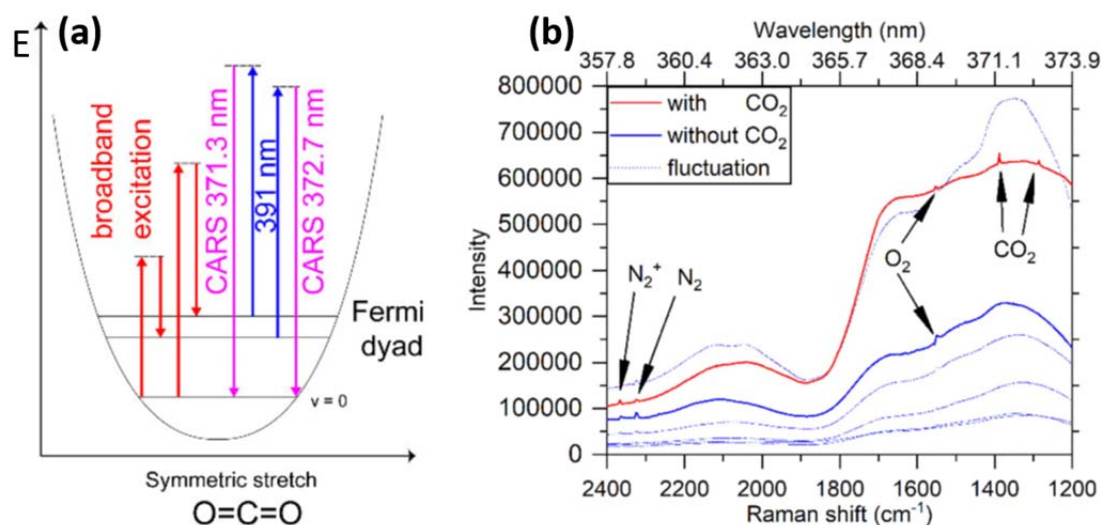 (a)
E
broadband
excitation
CARS 371.3 nm
391 nm
CARS 372.7 nm
Fermi
dyad
v = 0
Symmetric stretch
O=C=O
(b)
Wavelength (nm)
357.8 360.4 363.0 365.7 368.4 371.1 373.9
800000
700000
600000
500000
400000
300000
200000
100000
0
Intensity
with CO₂
without CO₂
fluctuation
N₂⁺ N₂
O₂
CO₂
2400 2200 2000 1800 1600 1400 1200
Raman shift (cm⁻¹)